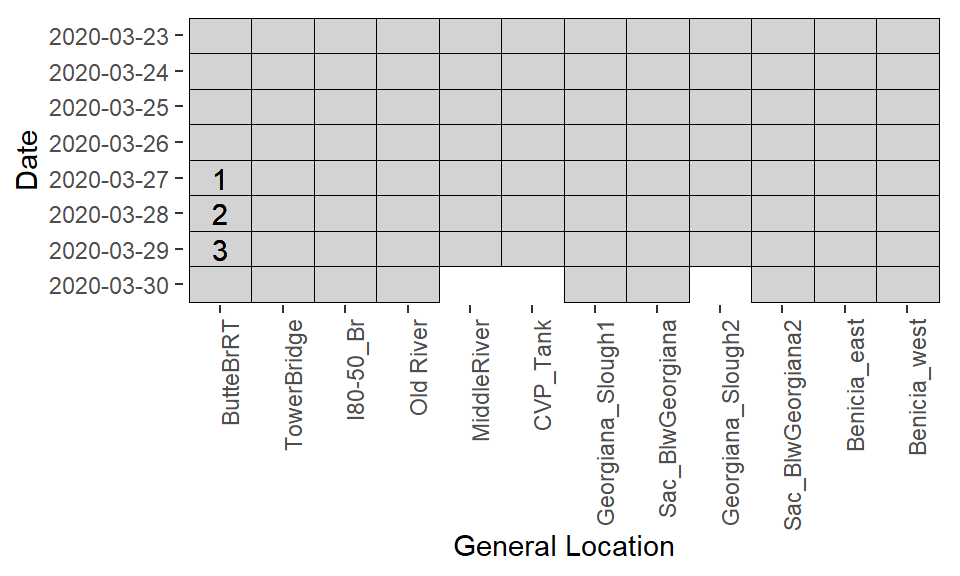 Date
2020-03-23
2020-03-24
2020-03-25
2020-03-26
2020-03-27
1
2020-03-28
2
2020-03-29
3
2020-03-30
ButteBrRT
TowerBridge
I80-50_Br
Old River
MiddleRiver
CVP_Tank
Georgiana_Slough1
Sac_BlwGeorgiana
Georgiana_Slough2
Sac_BlwGeorgiana2
Benicia_east
Benicia_west
General Location